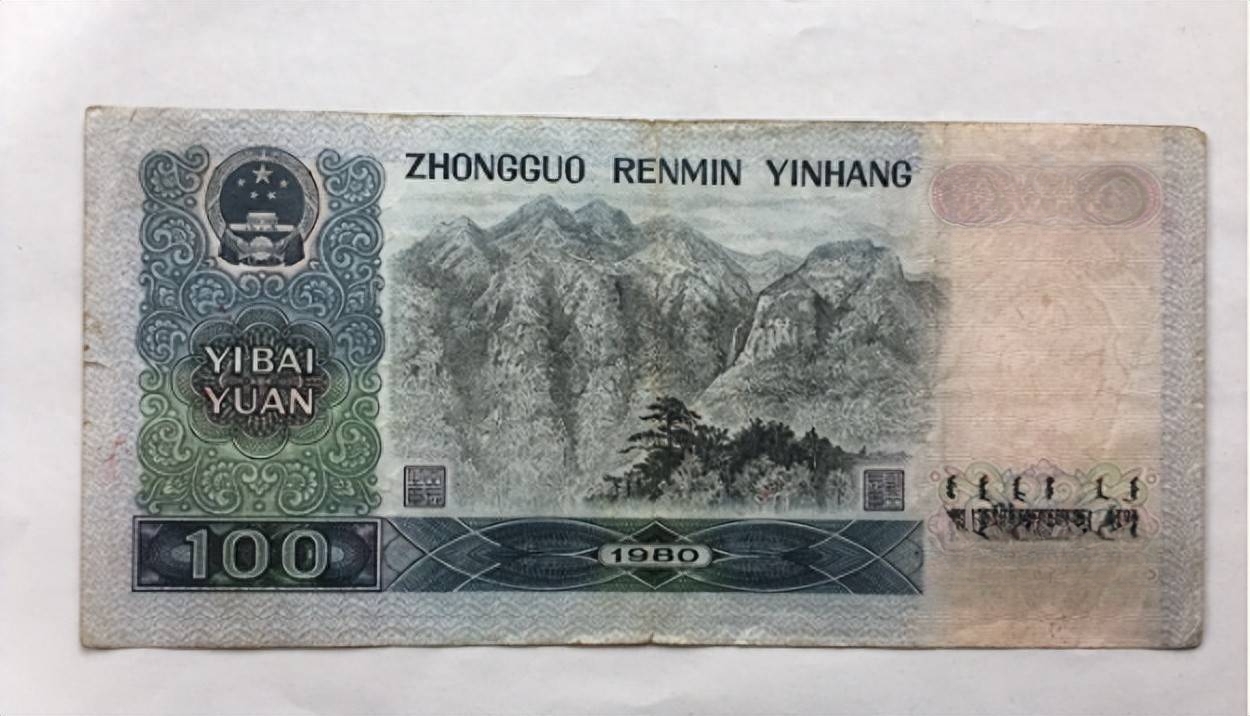 ZHONGGUO RENMIN YINHANG
YIBAI
YUAN
100
1980